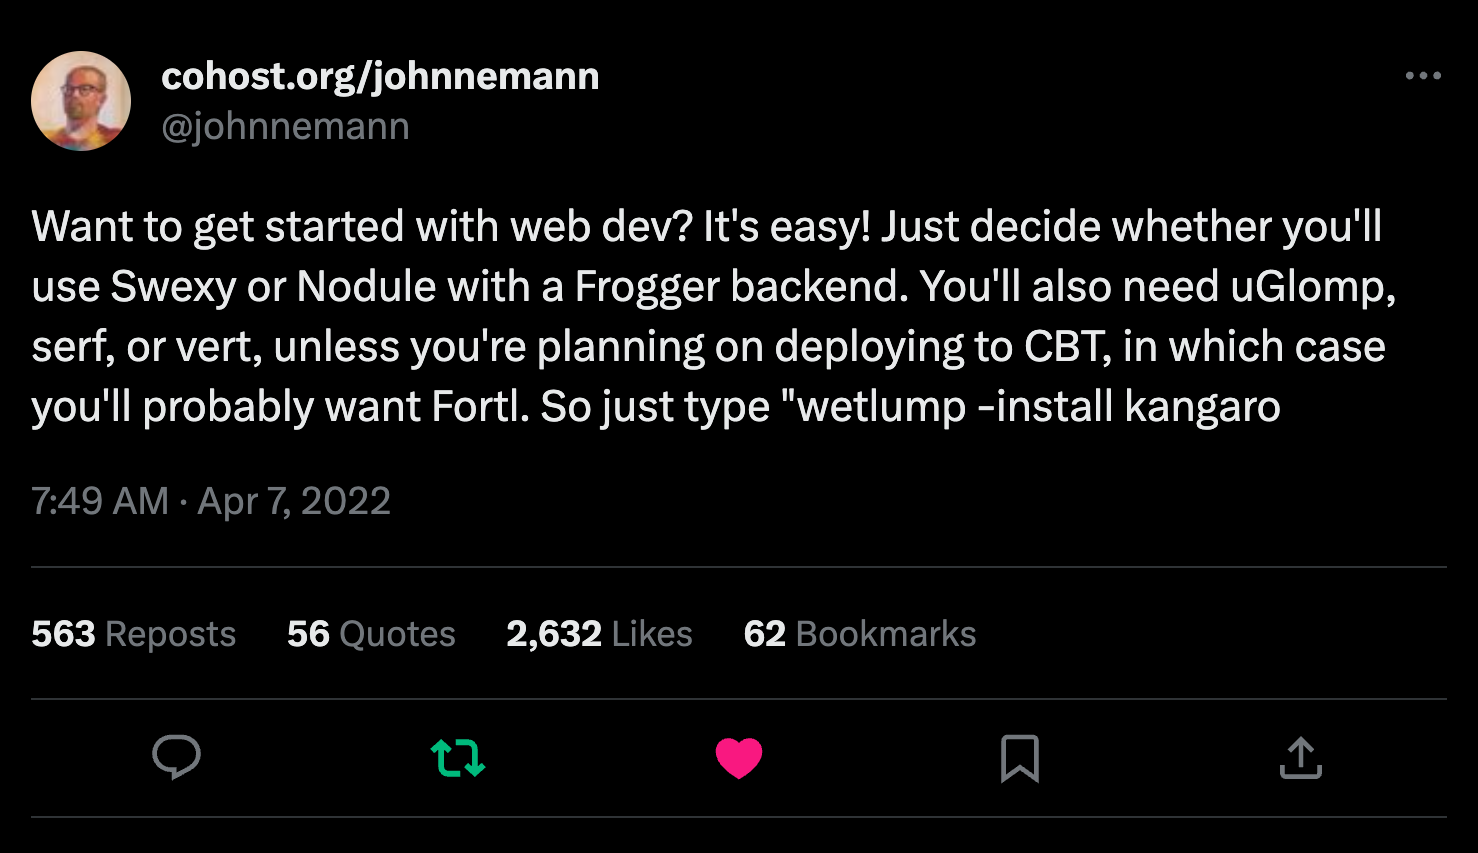 cohost.org/johnnemann
@johnnemann
Want to get started with web dev? It's easy! Just decide whether you'll
use Swexy or Nodule with a Frogger backend. You'll also need uGlomp,
serf, or vert, unless you're planning on deploying to CBT, in which case
you'll probably want Fortl. So just type "wetlump -install kangaro
7:49 AM · Apr 7, 2022
563 Reposts 56 Quotes 2,632 Likes 62 Bookmarks